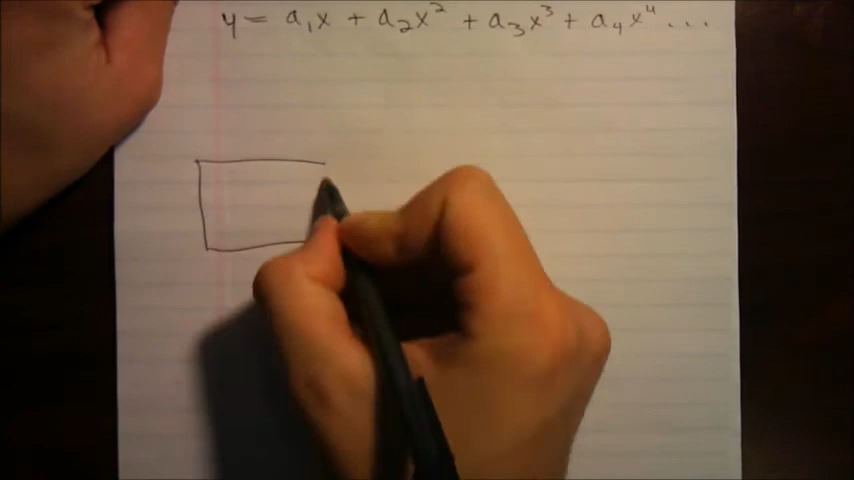 y = a₁x + a₂x² + a₃x³ + a₄x⁴ ...